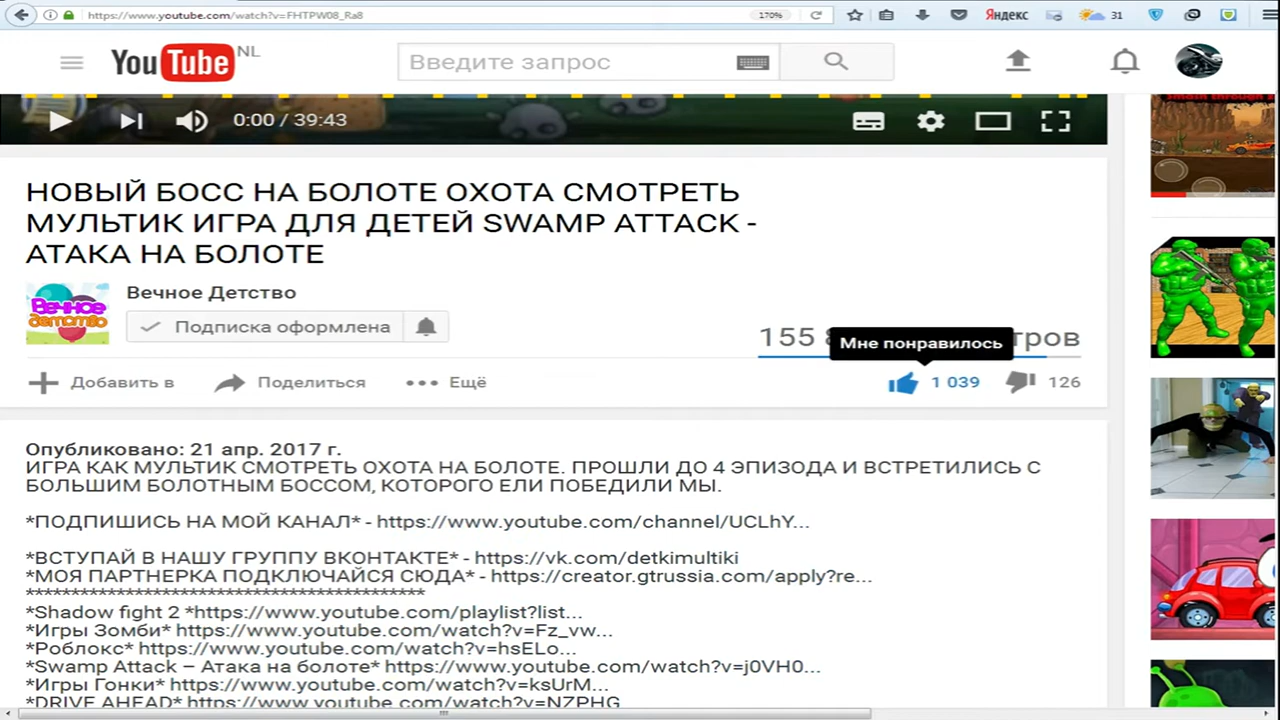 https://www.youtube.com/watch?v=FHTPW08_Ra8
170%
Яндекс
31
YouTube NL
Введите запрос
0:00 / 39:43
НОВЫЙ БОСС НА БОЛОТЕ ОХОТА СМОТРЕТЬ
МУЛЬТИК ИГРА ДЛЯ ДЕТЕЙ SWAMP ATTACK -
АТАКА НА БОЛОТЕ
Вечное Детство
Вечное
детство
Подписка оформлена
155
Мне понравилось
Добавить в
Поделиться
Ещё
1 039
126
Опубликовано: 21 апр. 2017 г.
ИГРА КАК МУЛЬТИК СМОТРЕТЬ ОХОТА НА БОЛОТЕ. ПРОШЛИ ДО 4 ЭПИЗОДА И ВСТРЕТИЛИСЬ С
БОЛЬШИМ БОЛОТНЫМ БОССОМ, КОТОРОГО ЕЛИ ПОБЕДИЛИ МЫ.
*ПОДПИШИСЬ НА МОЙ КАНАЛ* - https://www.youtube.com/channel/UCLhY...
*ВСТУПАЙ В НАШУ ГРУППУ ВКОНТАКТЕ* - https://vk.com/detkimultiki
*МОЯ ПАРТНЕРКА ПОДКЛЮЧАЙСЯ СЮДА* - https://creator.gtrussia.com/apply?re...
********************************************
*Shadow fight 2 *https://www.youtube.com/playlist?list...
*Игры Зомби* https://www.youtube.com/watch?v=Fz_vw...
*Роблокс* https://www.youtube.com/watch?v=hsELo...
*Swamp Attack – Атака на болоте* https://www.youtube.com/watch?v=j0VH0...
*Игры Гонки* https://www.youtube.com/watch?v=ksUrM...
*DRIVE AHEAD* https://www.youtube.com/watch?v=NZPHG